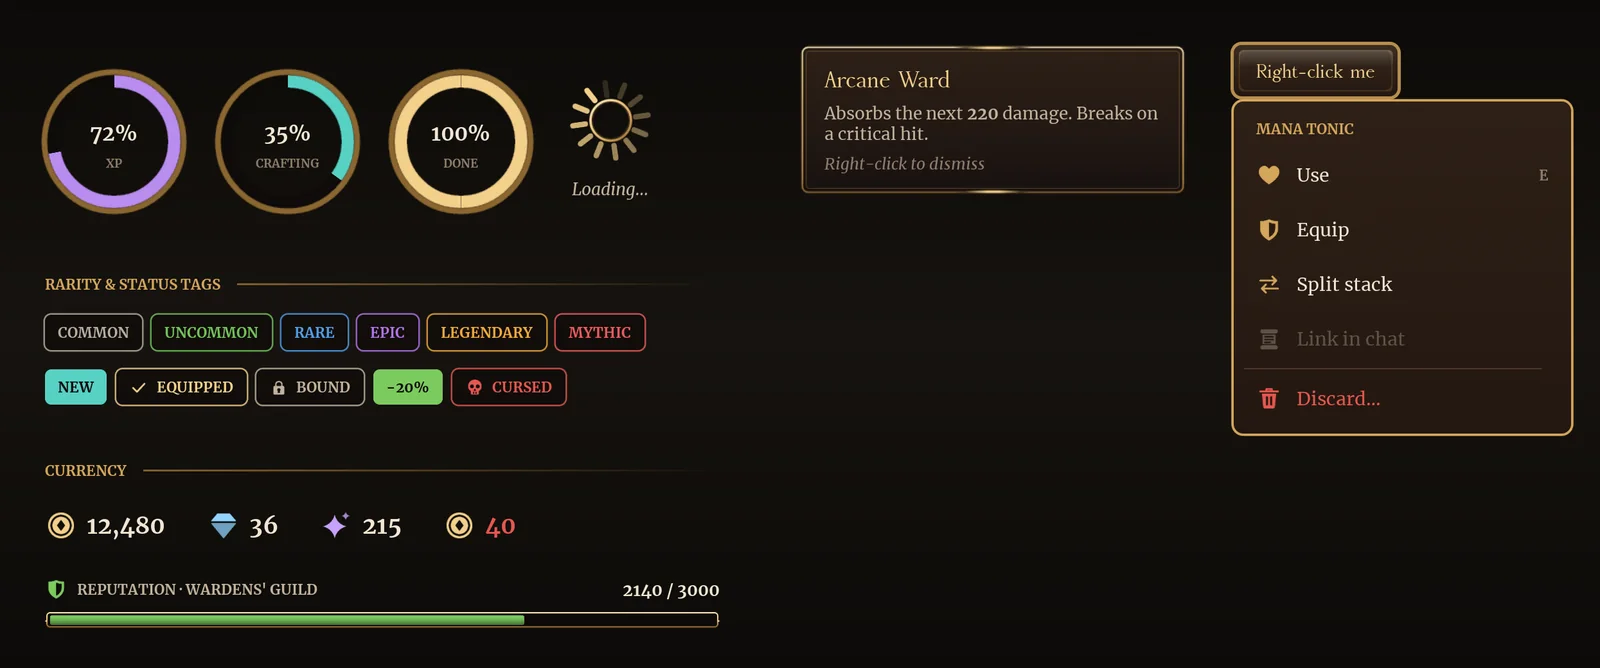 72%
XP
35%
CRAFTING
100%
DONE
Loading...
RARITY & STATUS TAGS
COMMON UNCOMMON RARE EPIC LEGENDARY MYTHIC
NEW EQUIPPED BOUND -20% CURSED
CURRENCY
12,480 36 215 40
REPUTATION · WARDENS' GUILD 2140 / 3000
Arcane Ward
Absorbs the next 220 damage. Breaks on
a critical hit.
Right-click to dismiss
Right-click me
MANA TONIC
Use E
Equip
Split stack
Link in chat
Discard...